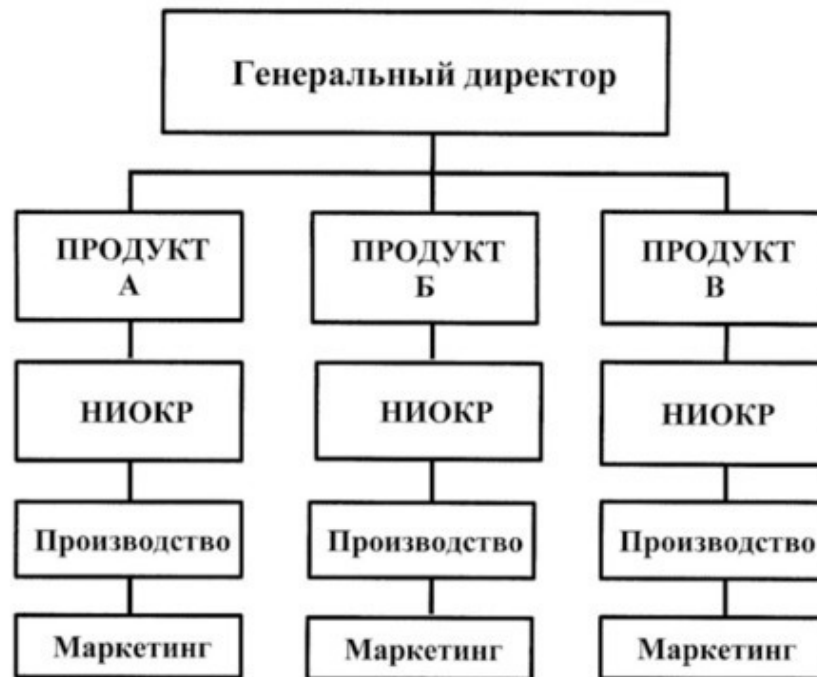 Генеральный директор
ПРОДУКТ
А
ПРОДУКТ
Б
ПРОДУКТ
В
НИОКР
НИОКР
НИОКР
Производство
Производство
Производство
Маркетинг
Маркетинг
Маркетинг